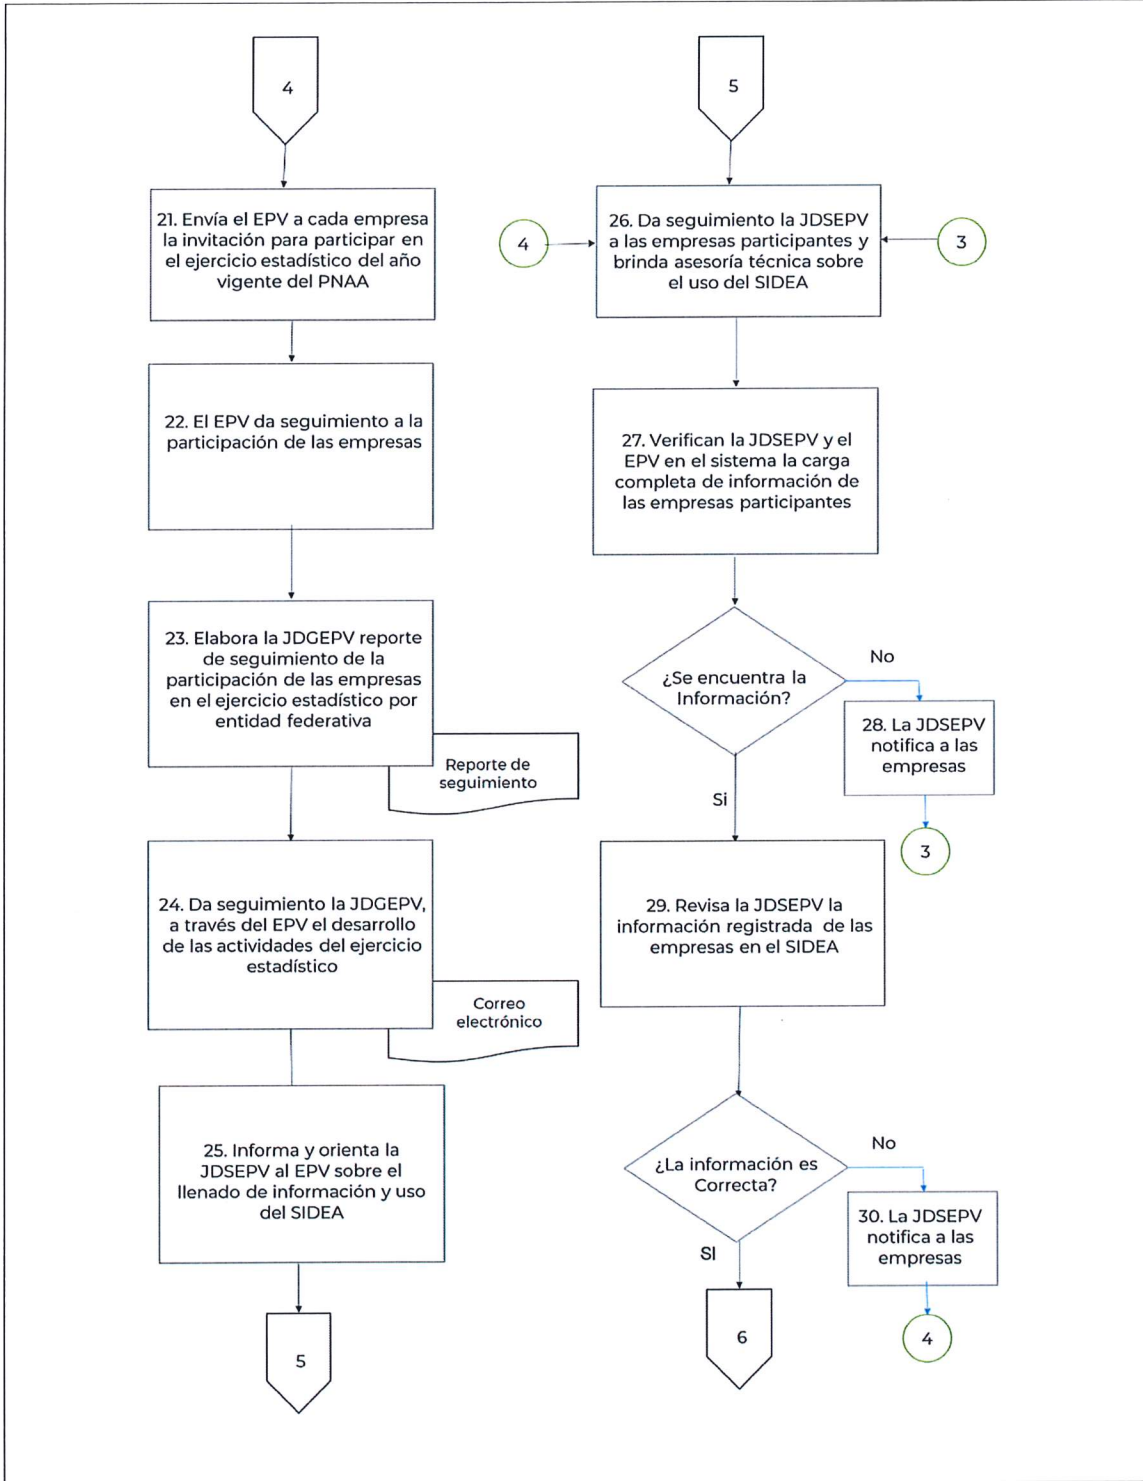 4
21. Envía el EPV a cada empresa
la invitación para participar en
el ejercicio estadístico del año
vigente del PNAA
22. El EPV da seguimiento a la
participación de las empresas
23. Elabora la JDGEPV reporte
de seguimiento de la
participación de las empresas
en el ejercicio estadístico por
entidad federativa
Reporte de
seguimiento
24. Da seguimiento la JDGEPV,
a través del EPV el desarrollo
de las actividades del ejercicio
estadístico
Correo
electrónico
25. Informa y orienta la
JDSEPV al EPV sobre el
llenado de información y uso
del SIDEA
5
5
4
26. Da seguimiento la JDSEPV
a las empresas participantes y
brinda asesoría técnica sobre
el uso del SIDEA
3
27. Verifican la JDSEPV y el
EPV en el sistema la carga
completa de información de
las empresas participantes
¿Se encuentra la
Información?
No
28. La JDSEPV
notifica a las
empresas
3
Si
29. Revisa la JDSEPV la
información registrada de las
empresas en el SIDEA
¿La información es
Correcta?
No
30. La JDSEPV
notifica a las
empresas
4
SI
6